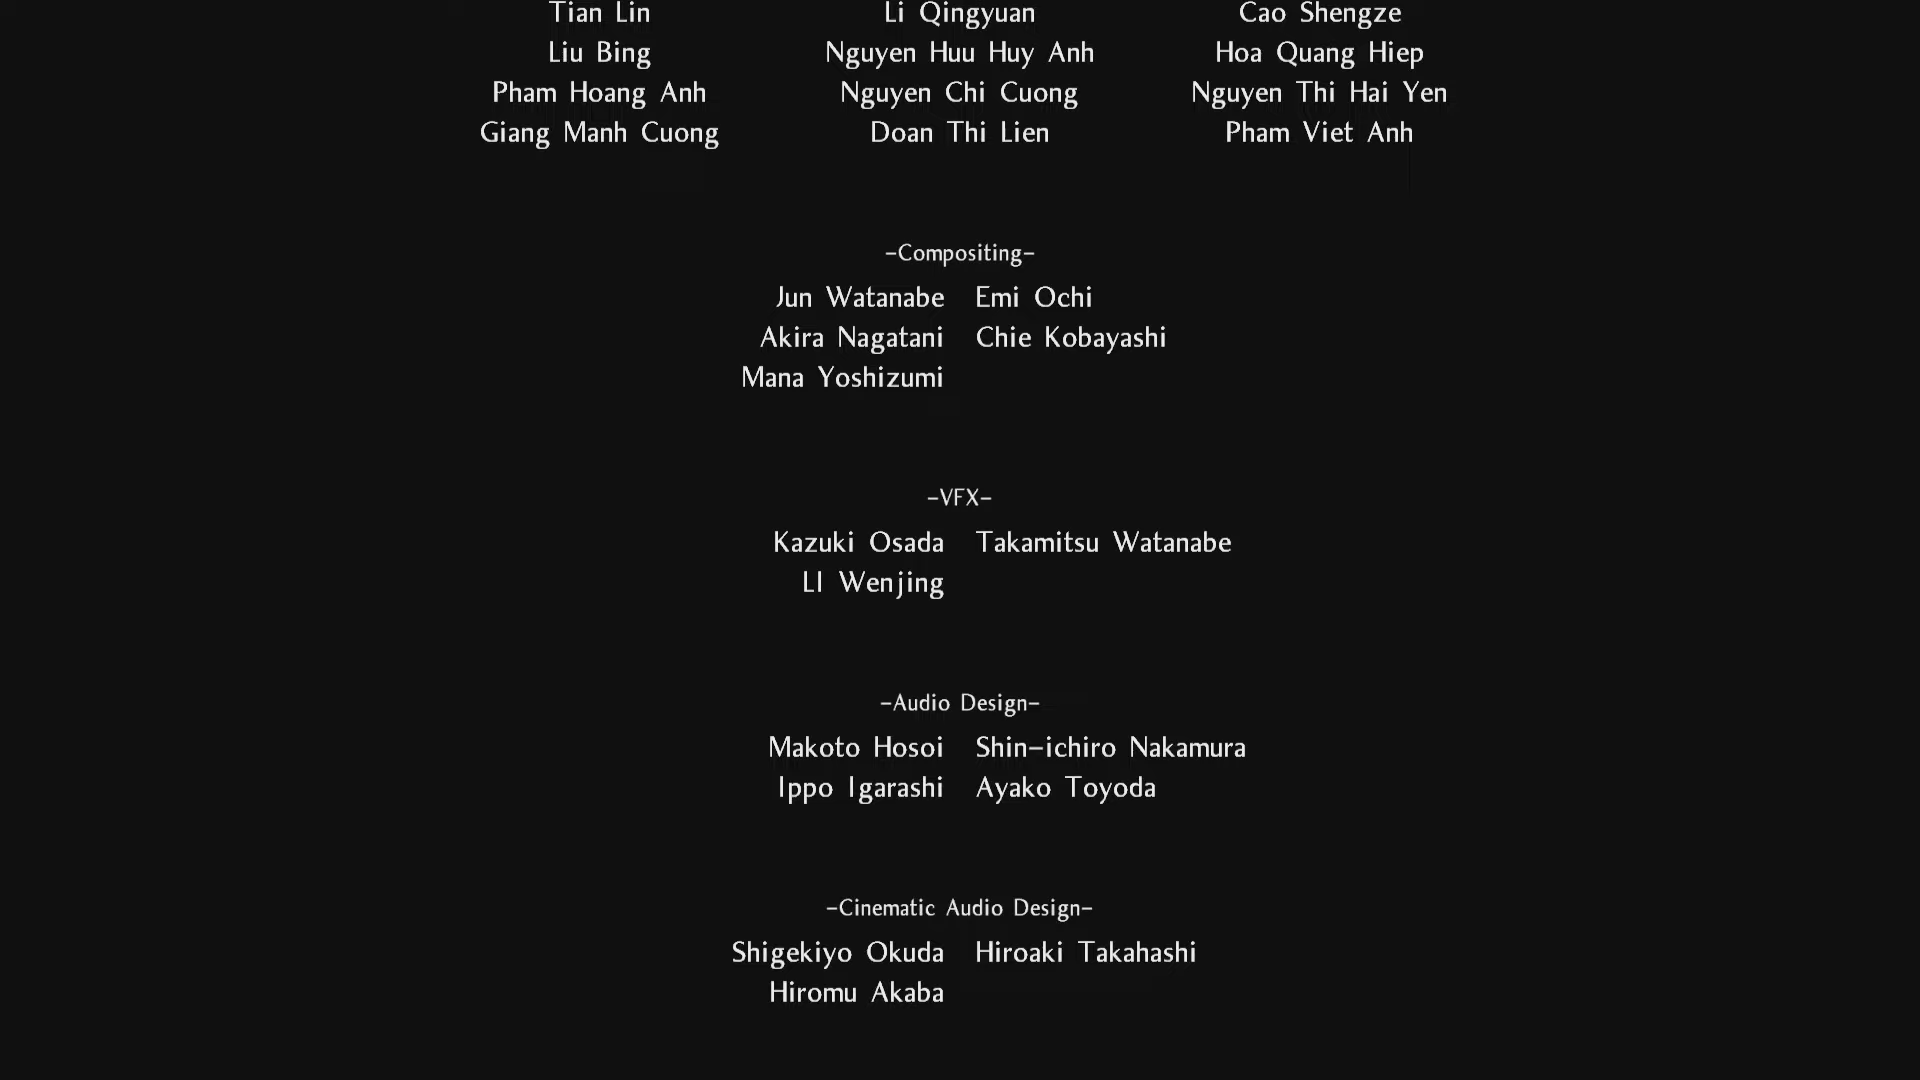 Tian Lin Li Qingyuan Cao Shengze
Liu Bing Nguyen Huu Huy Anh Hoa Quang Hiep
Pham Hoang Anh Nguyen Chi Cuong Nguyen Thi Hai Yen
Giang Manh Cuong Doan Thi Lien Pham Viet Anh
-Compositing-
Jun Watanabe Emi Ochi
Akira Nagatani Chie Kobayashi
Mana Yoshizumi
-VFX-
Kazuki Osada Takamitsu Watanabe
LI Wenjing
-Audio Design-
Makoto Hosoi Shin-ichiro Nakamura
Ippo Igarashi Ayako Toyoda
-Cinematic Audio Design-
Shigekiyo Okuda Hiroaki Takahashi
Hiromu Akaba